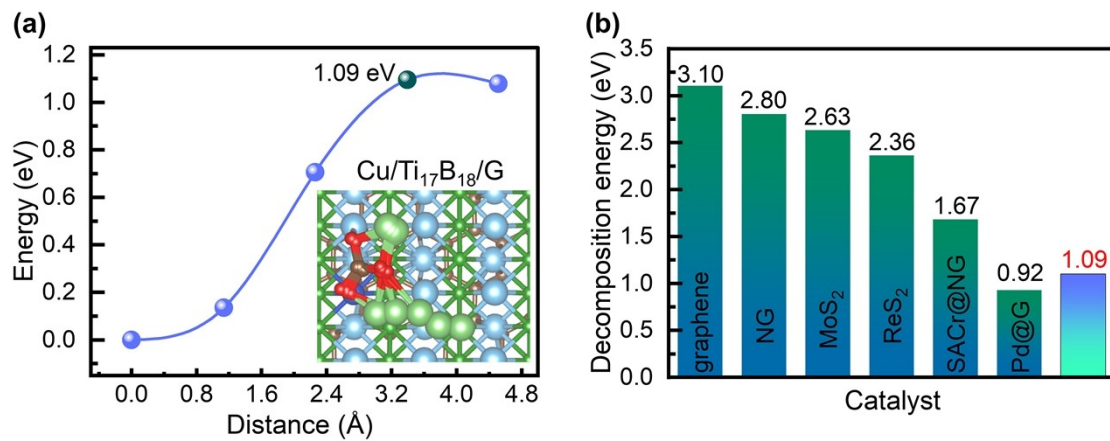 (a)
1.2
1.0
0.8
0.6
0.4
0.2
0.0
Energy (eV)
1.09 eV
Cu/Ti₁₇B₁₈/G
0.0 0.8 1.6 2.4 3.2 4.0 4.8
Distance (Å)
(b)
3.5
3.0
2.5
2.0
1.5
1.0
0.5
0.0
Decomposition energy (eV)
3.10
2.80
2.63
2.36
1.67
0.92
1.09
graphene
NG
MoS₂
ReS₂
SACr@NG
Pd@G
Catalyst